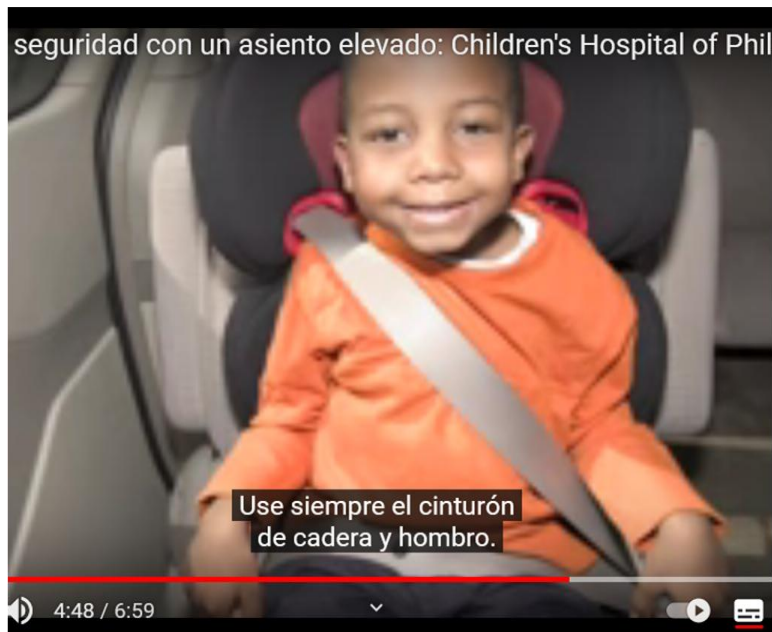 seguridad con un asiento elevado: Children's Hospital of Phil
Use siempre el cinturón
de cadera y hombro.
4:48 / 6:59